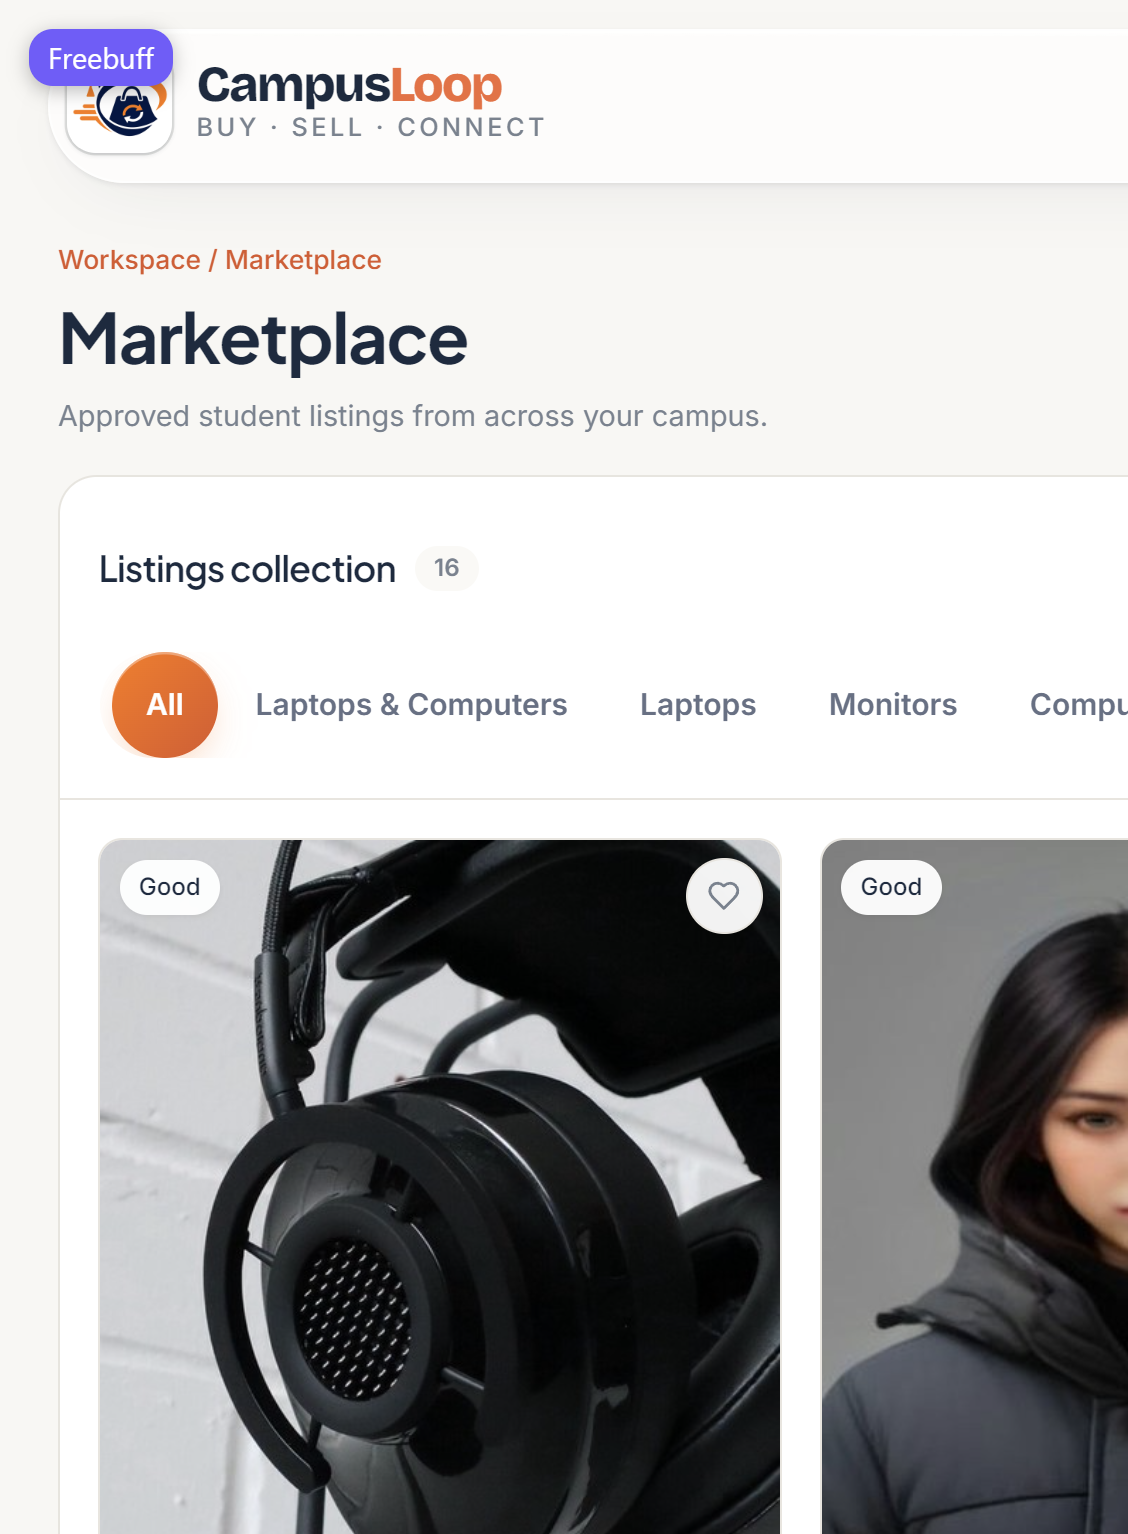 Freebuff
CampusLoop
BUY · SELL · CONNECT
Workspace / Marketplace
Marketplace
Approved student listings from across your campus.
Listings collection 16
All Laptops & Computers Laptops Monitors Compu
Good Good